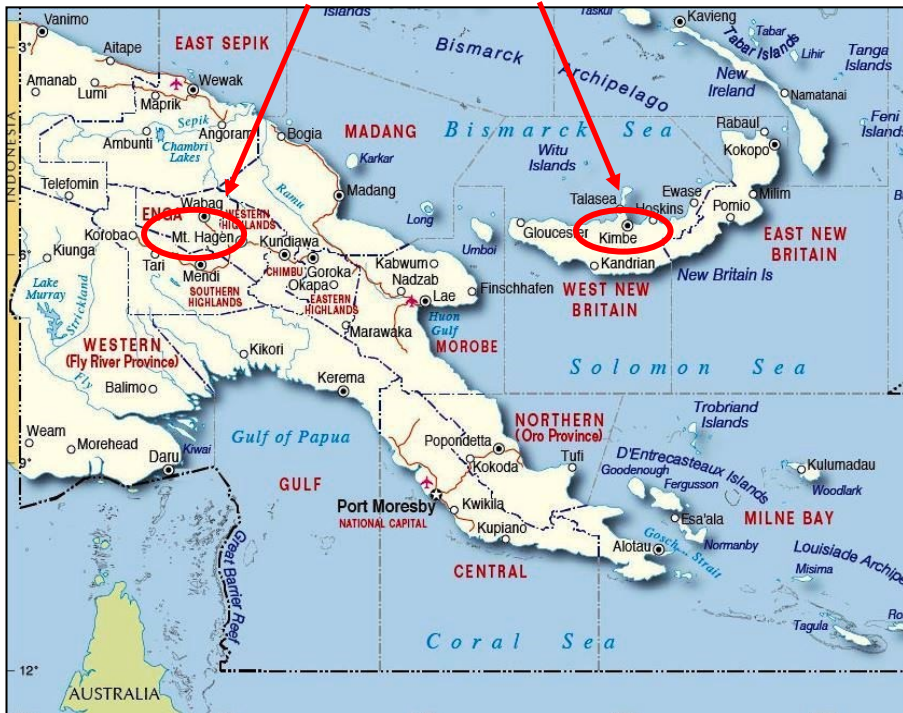 Vanimo
Islands
Taskul
Kavieng
3°
Aitape
EAST SEPIK
Bismarck
Archipelago
Tabar
Tabar Islands
Lihir
Tanga
Islands
Amanab
Lumi
Maprik
Wewak
New
Ireland
Namatanai
INDONESIA
Sepik
Angoram
Bogia
MADANG
Bismarck Sea
Rabaul
Feni
Islands
Ambunti
Chambri
Lakes
Karkar
Witu
Islands
Kokopo
Telefomin
Ramu
Madang
Talasea
Ewase
Milim
Wabag
ENGA
WESTERN
HIGHLANDS
Long
Hoskins
Pomio
Koroba
Mt. Hagen
Kundiawa
Umboi
Gloucester
Kimbe
EAST NEW
BRITAIN
6°
Kiunga
Tari
CHIMBU
Goroka
Kabwum
Kandrian
New Britain Is
Mendi
Okapa
Nadzab
Finschhafen
WEST NEW
BRITAIN
Lake
Murray
Strickland
SOUTHERN
HIGHLANDS
EASTERN
HIGHLANDS
Lae
Huon
Gulf
Marawaka
MOROBE
WESTERN
(Fly River Province)
Kikori
Solomon Sea
Fly
Balimo
Kerema
Trobriand
Islands
NORTHERN
(Oro Province)
Weam
Morehead
Kiwai
Gulf of Papua
Popondetta
Tufi
D'Entrecasteaux Islands
Kulumadau
9°
Daru
Kokoda
Goodenough
Fergusson
Woodlark
GULF
Port Moresby
NATIONAL CAPITAL
Kwikila
Esa'ala
MILNE BAY
Kupiano
Normanby
Great Barrier Reef
Alotau
Goschen Strait
Louisiade Archipe
CENTRAL
Misima
Coral Sea
Tagula
Ro
12°
AUSTRALIA